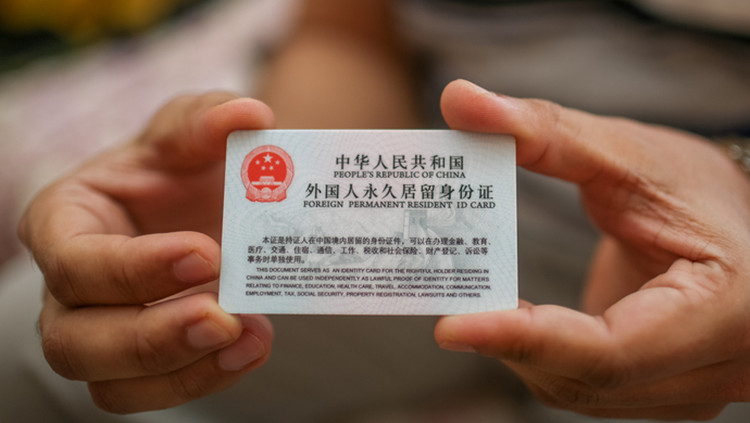 中华人民共和国
PEOPLE'S REPUBLIC OF CHINA
外国人永久居留身份证
FOREIGN PERMANENT RESIDENT ID CARD
本证是持证人在中国境内居留的身份证件，可以在办理金融、教育、
医疗、交通、住宿、通信、工作、税收和社会保险、财产登记、诉讼等
事务时单独使用。
THIS DOCUMENT SERVED AS AN IDENTITY CARD FOR THE RIGHTFUL HOLDER RESIDING IN
CHINA AND CAN BE USED INDEPENDENTLY AS LAWFUL PROOF OF IDENTITY FOR MATTERS
RELATING TO FINANCE, EDUCATION, HEALTH CARE, TRAVEL, ACCOMMODATION, COMMUNICATION,
EMPLOYMENT, TAX, SOCIAL SECURITY, PROPERTY REGISTRATION, LAWSUITS AND OTHERS.